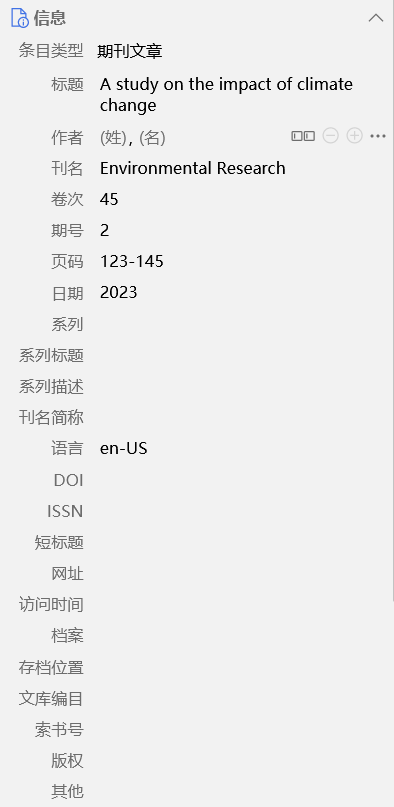 信息
条目类型 期刊文章
标题 A study on the impact of climate
change
作者 (姓), (名)
刊名 Environmental Research
卷次 45
期号 2
页码 123-145
日期 2023
系列
系列标题
系列描述
刊名简称
语言 en-US
DOI
ISSN
短标题
网址
访问时间
档案
存档位置
文库编目
索书号
版权
其他